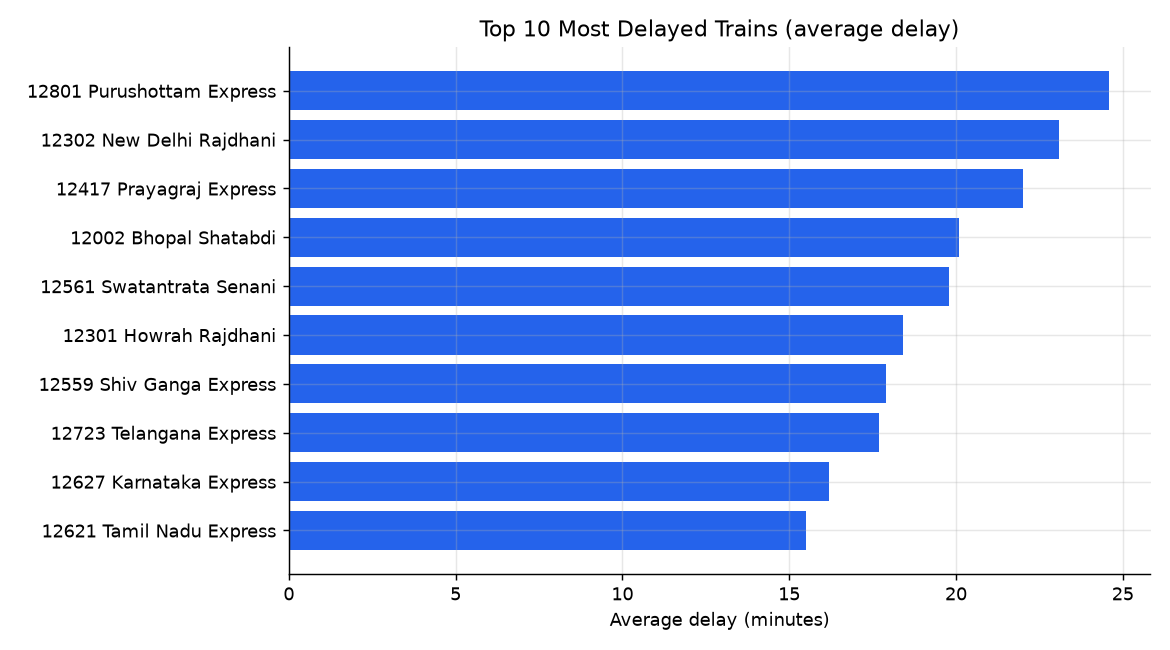 Top 10 Most Delayed Trains (average delay)
12801 Purushottam Express
12302 New Delhi Rajdhani
12417 Prayagraj Express
12002 Bhopal Shatabdi
12561 Swatantrata Senani
12301 Howrah Rajdhani
12559 Shiv Ganga Express
12723 Telangana Express
12627 Karnataka Express
12621 Tamil Nadu Express
0 5 10 15 20 25
Average delay (minutes)